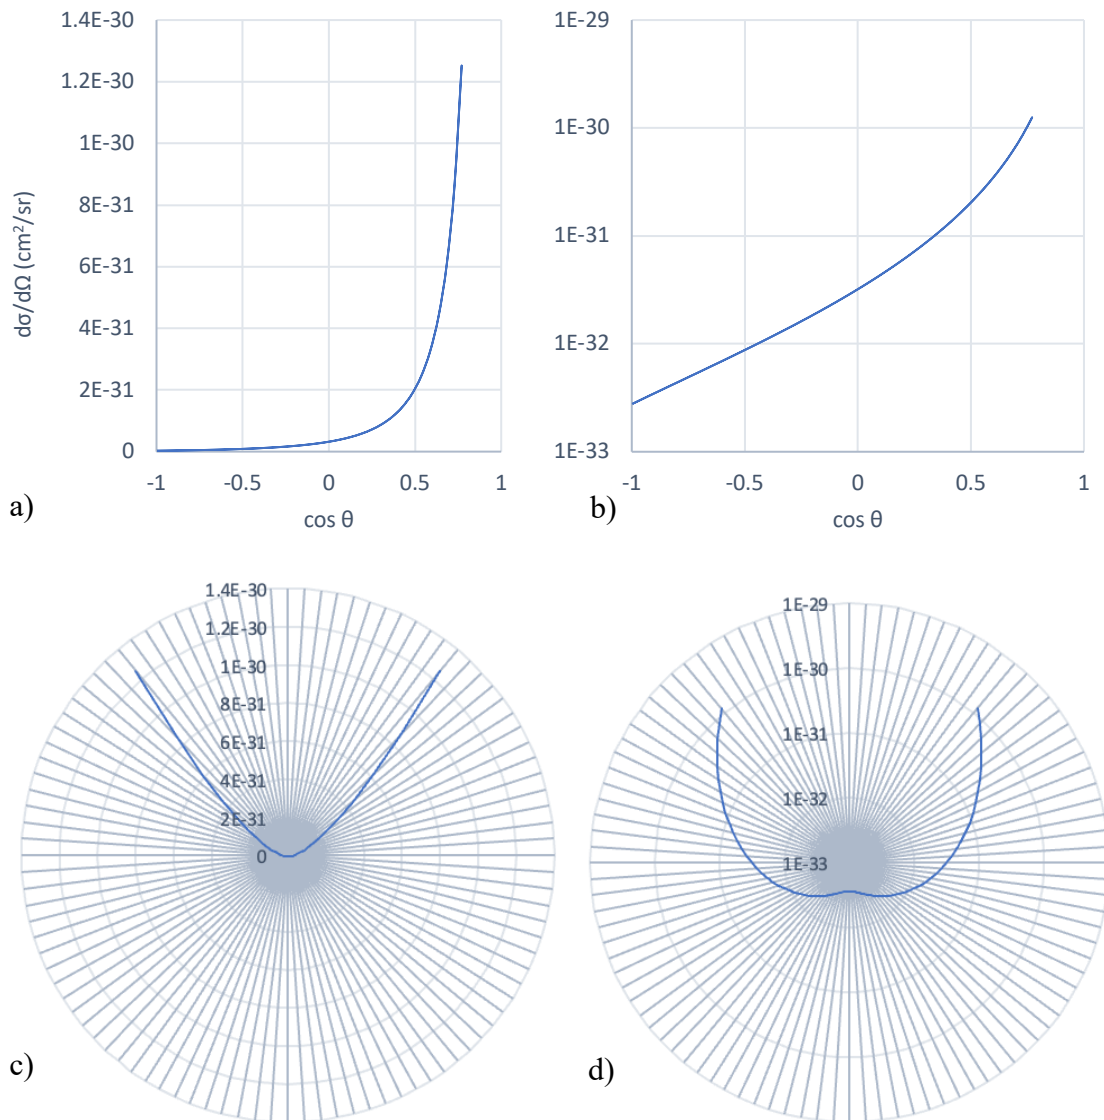 1.4E-30
1.2E-30
1E-30
8E-31
6E-31
4E-31
2E-31
0
dσ/dΩ (cm²/sr)
-1 -0.5 0 0.5 1
cos θ
a)
1E-29
1E-30
1E-31
1E-32
1E-33
-1 -0.5 0 0.5 1
cos θ
b)
1.4E-30
1.2E-30
1E-30
8E-31
6E-31
4E-31
2E-31
0
c)
1E-29
1E-30
1E-31
1E-32
1E-33
d)